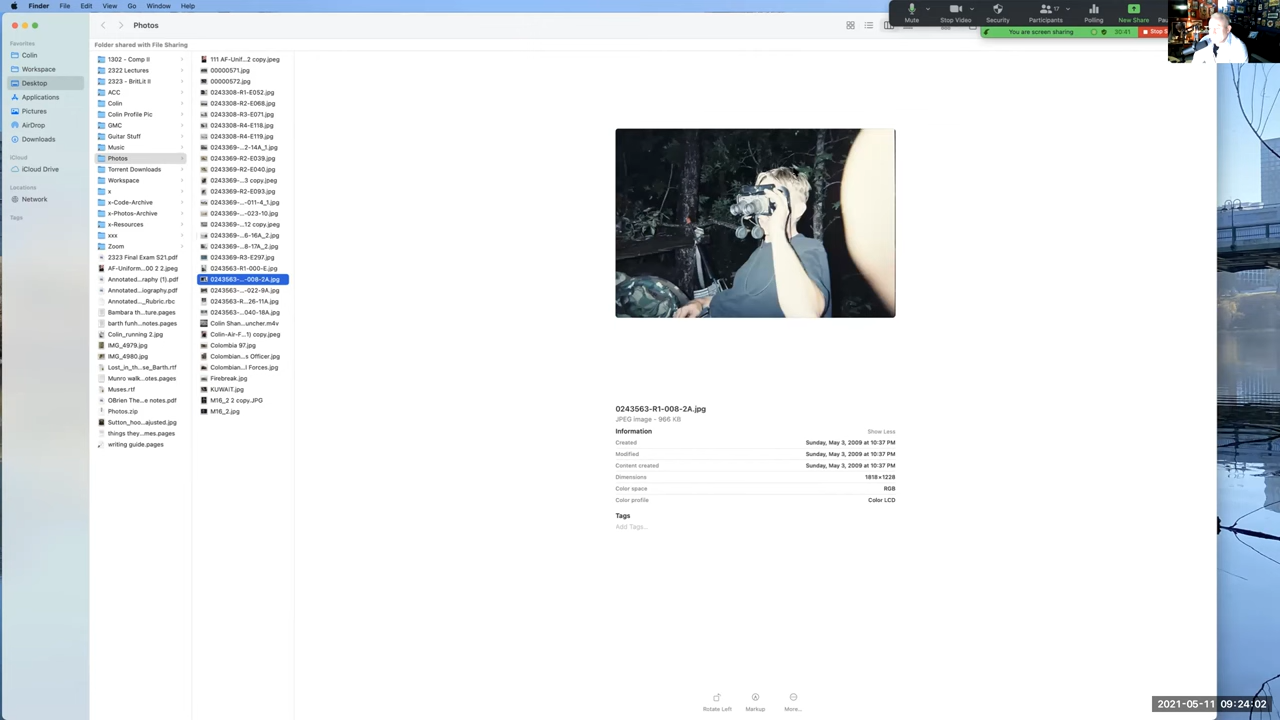 Finder File Edit View Go Window Help
Mute Stop Video Security Participants 17 Polling New Share
You are screen sharing 30:41 Stop S
Photos
Folder shared with File Sharing
Favorites
Colin
Workspace
Desktop
Applications
Pictures
AirDrop
Downloads
iCloud
iCloud Drive
Locations
Network
Tags
1302 - Comp II
2322 Lectures
2323 - BritLit II
ACC
Colin
Colin Profile Pic
GMC
Guitar Stuff
Music
Photos
Torrent Downloads
Workspace
x
x-Code-Archive
x-Photos-Archive
x-Resources
xxx
Zoom
2323 Final Exam S21.pdf
AF-Uniform...00 2 2.jpeg
Annotated...raphy (1).pdf
Annotated...iography.pdf
Annotated..._Rubric.rbc
Bambara th...ture.pages
barth funh...notes.pages
Colin_running 2.jpg
IMG_4979.jpg
IMG_4980.jpg
Lost_in_th...se_Barth.rtf
Munro walk...otes.pages
Muses.rtf
OBrien The...e notes.pdf
Photos.zip
Sutton_hoo...ajusted.jpg
things they...mes.pages
writing guide.pages
111 AF-Unif...2 copy.jpeg
00000571.jpg
00000572.jpg
0243308-R1-E052.jpg
0243308-R2-E068.jpg
0243308-R3-E071.jpg
0243308-R4-E118.jpg
0243308-R4-E119.jpg
0243369-...2-14A_1.jpg
0243369-R2-E039.jpg
0243369-R2-E040.jpg
0243369-...3 copy.jpeg
0243369-R2-E093.jpg
0243369-...-011-4_1.jpg
0243369-...-023-10.jpg
0243369-...12 copy.jpeg
0243369-...6-16A_2.jpg
0243369-...8-17A_2.jpg
0243369-R3-E297.jpg
0243563-R1-000-E.jpg
0243563-...-008-2A.jpg
0243563-...-022-9A.jpg
0243563-R...26-11A.jpg
0243563-...040-18A.jpg
Colin Shan...uncher.m4v
Colin-Air-F...1) copy.jpeg
Colombia 97.jpg
Colombian...s Officer.jpg
Colombian...l Forces.jpg
Firebreak.jpg
KUWAIT.jpg
M16_2 2 copy.JPG
M16_2.jpg
0243563-R1-008-2A.jpg
JPEG image - 966 KB
Information Show Less
Created Sunday, May 3, 2009 at 10:37 PM
Modified Sunday, May 3, 2009 at 10:37 PM
Content created Sunday, May 3, 2009 at 10:37 PM
Dimensions 1818×1228
Color space RGB
Color profile Color LCD
Tags
Add Tags...
Rotate Left Markup More...
2021-05-11 09:24:02